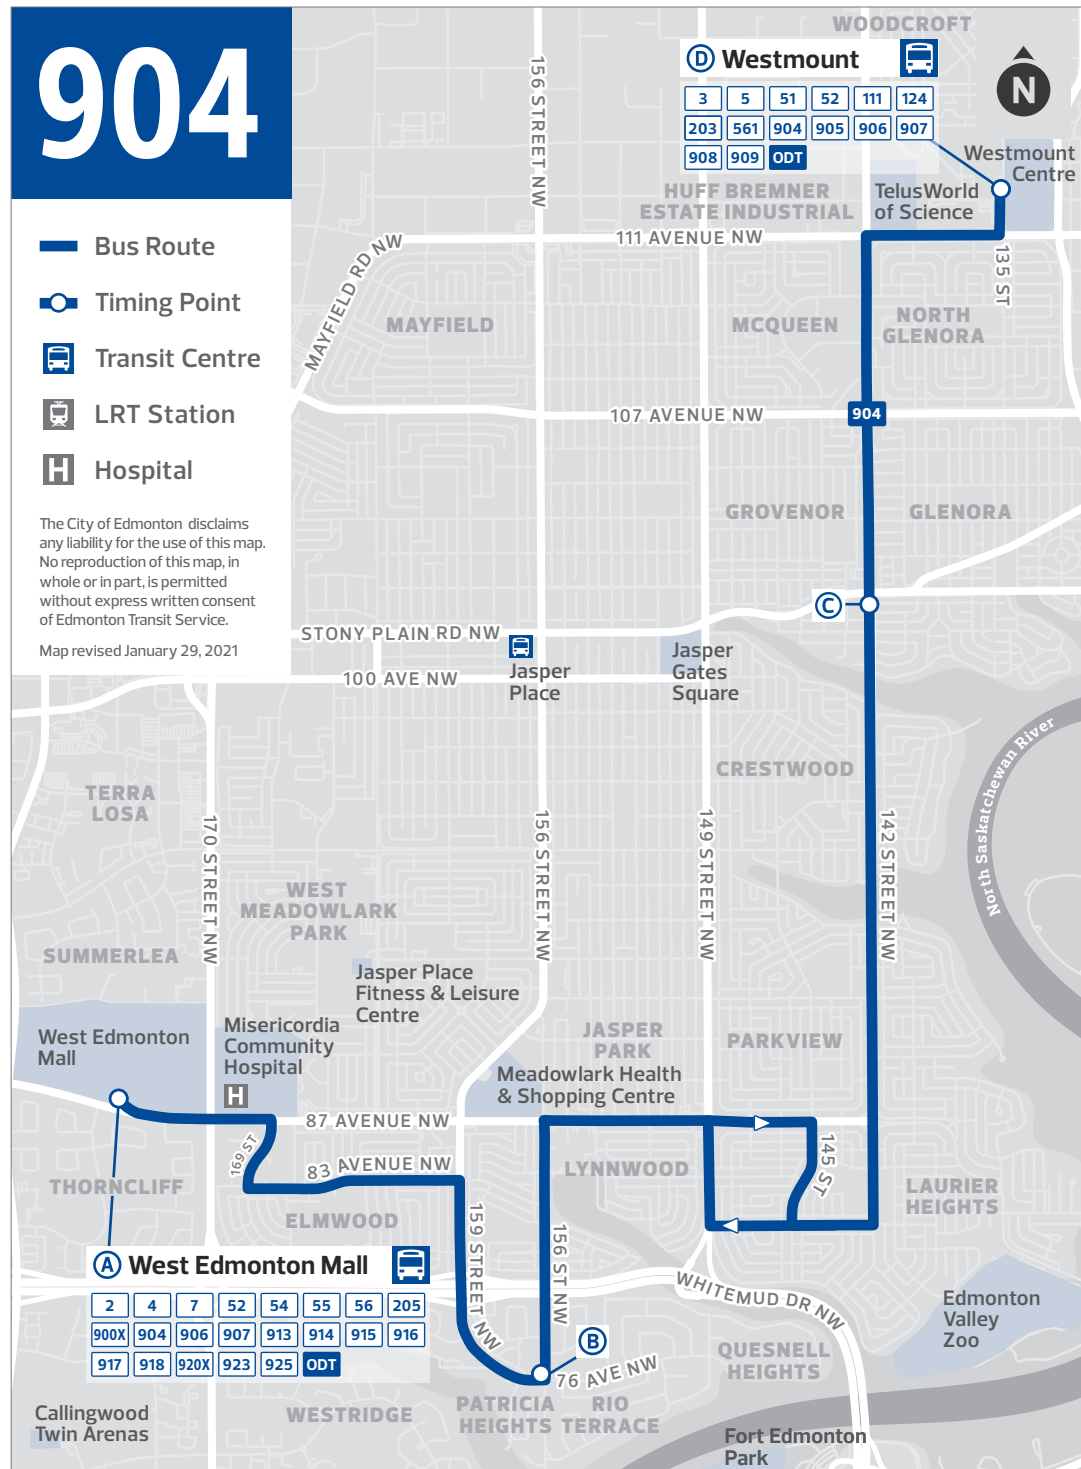 904
Bus Route
Timing Point
Transit Centre
LRT Station
H
Hospital
The City of Edmonton disclaims
any liability for the use of this map.
No reproduction of this map, in
whole or in part, is permitted
without express written consent
of Edmonton Transit Service.
Map revised January 29, 2021
WOODCROFT
D Westmount
3 5 51 52 111 124
203 561 904 905 906 907
908 909 ODT
N
Westmount
Centre
TelusWorld
of Science
HUFF BREMNER
ESTATE INDUSTRIAL
156 STREET NW
111 AVENUE NW
135 ST
MAYFIELD RD NW
MAYFIELD
MCQUEEN
NORTH
GLENORA
107 AVENUE NW
904
GROVENOR
GLENORA
C
STONY PLAIN RD NW
Jasper
Place
Jasper
Gates
Square
100 AVE NW
North Saskatchewan River
CRESTWOOD
TERRA
LOSA
170 STREET NW
156 STREET NW
149 STREET NW
142 STREET NW
WEST
MEADOWLARK
PARK
SUMMERLEA
Jasper Place
Fitness & Leisure
Centre
West Edmonton
Mall
Misericordia
Community
Hospital
H
JASPER
PARK
PARKVIEW
Meadowlark Health
& Shopping Centre
87 AVENUE NW
169 ST
83 AVENUE NW
145 ST
THORNCLIFF
LYNNWOOD
LAURIER
HEIGHTS
ELMWOOD
159 STREET NW
156 ST NW
A West Edmonton Mall
2 4 7 52 54 55 56 205
900X 904 906 907 913 914 915 916
917 918 920X 923 925 ODT
WHITEMUD DR NW
Edmonton
Valley
Zoo
B
76 AVE NW
QUESNELL
HEIGHTS
Callingwood
Twin Arenas
WESTRIDGE
PATRICIA
HEIGHTS
RIO
TERRACE
Fort Edmonton
Park